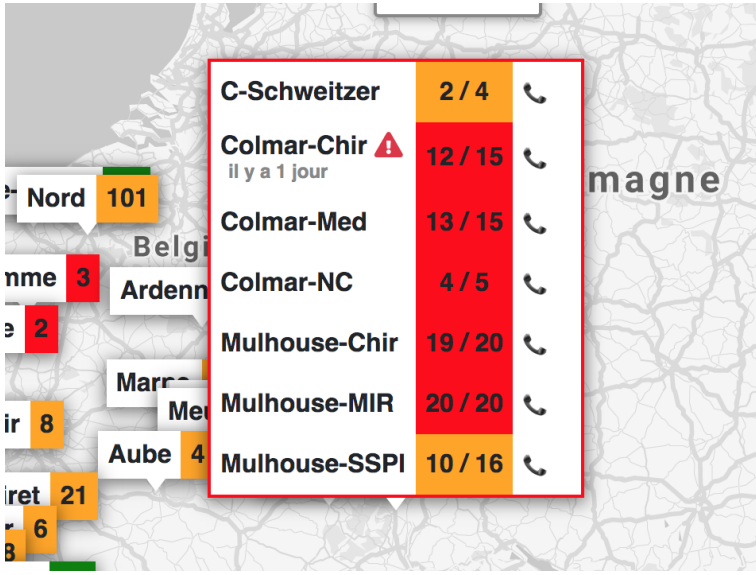 C-Schweitzer 2 / 4
Colmar-Chir 12 / 15
il y a 1 jour
Colmar-Med 13 / 15
Colmar-NC 4 / 5
Mulhouse-Chir 19 / 20
Mulhouse-MIR 20 / 20
Mulhouse-SSPI 10 / 16
magne
Nord 101
Belgi
mme 3
Ardenn
e 2
Marne
Meu
ir 8
Aube 4
iret 21
r 6
8